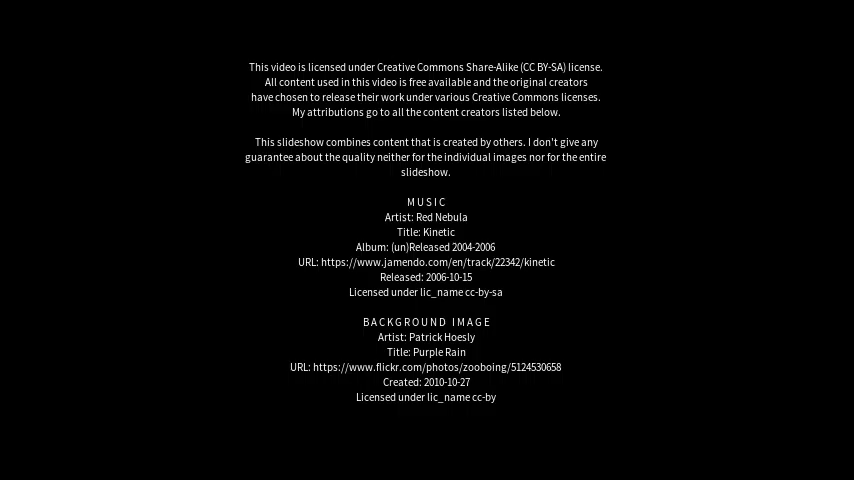 This video is licensed under Creative Commons Share-Alike (CC BY-SA) license.
All content used in this video is free available and the original creators
have chosen to release their work under various Creative Commons licenses.
My attributions go to all the content creators listed below.
This slideshow combines content that is created by others. I don't give any
guarantee about the quality neither for the individual images nor for the entire
slideshow.
M U S I C
Artist: Red Nebula
Title: Kinetic
Album: (un)Released 2004-2006
URL: https://www.jamendo.com/en/track/22342/kinetic
Released: 2006-10-15
Licensed under lic_name cc-by-sa
B A C K G R O U N D   I M A G E
Artist: Patrick Hoesly
Title: Purple Rain
URL: https://www.flickr.com/photos/zooboing/5124530658
Created: 2010-10-27
Licensed under lic_name cc-by